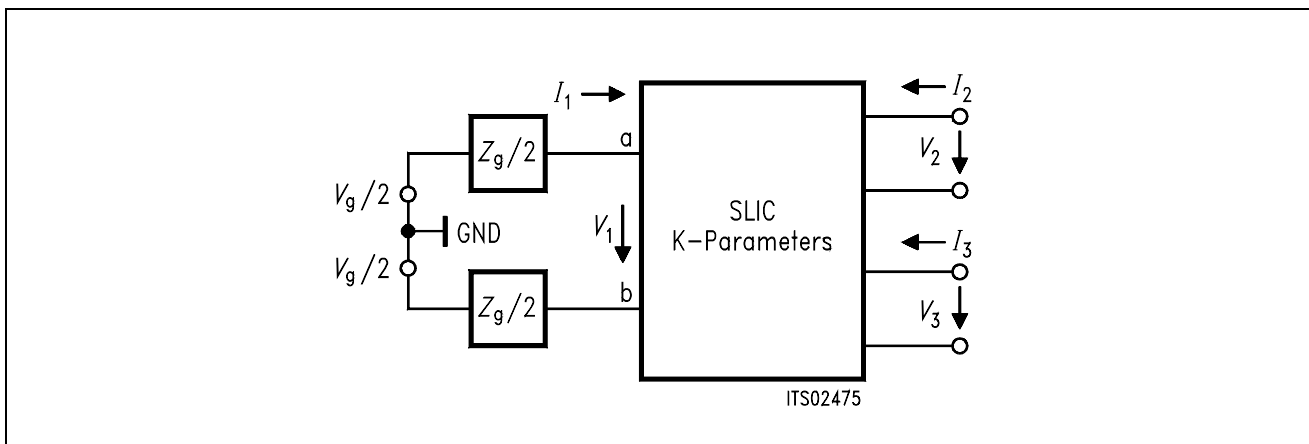 I1
I2
a
Zg/2
V2
Vg/2
SLIC
K-Parameters
V1
GND
I3
Vg/2
b
Zg/2
V3
ITS02475